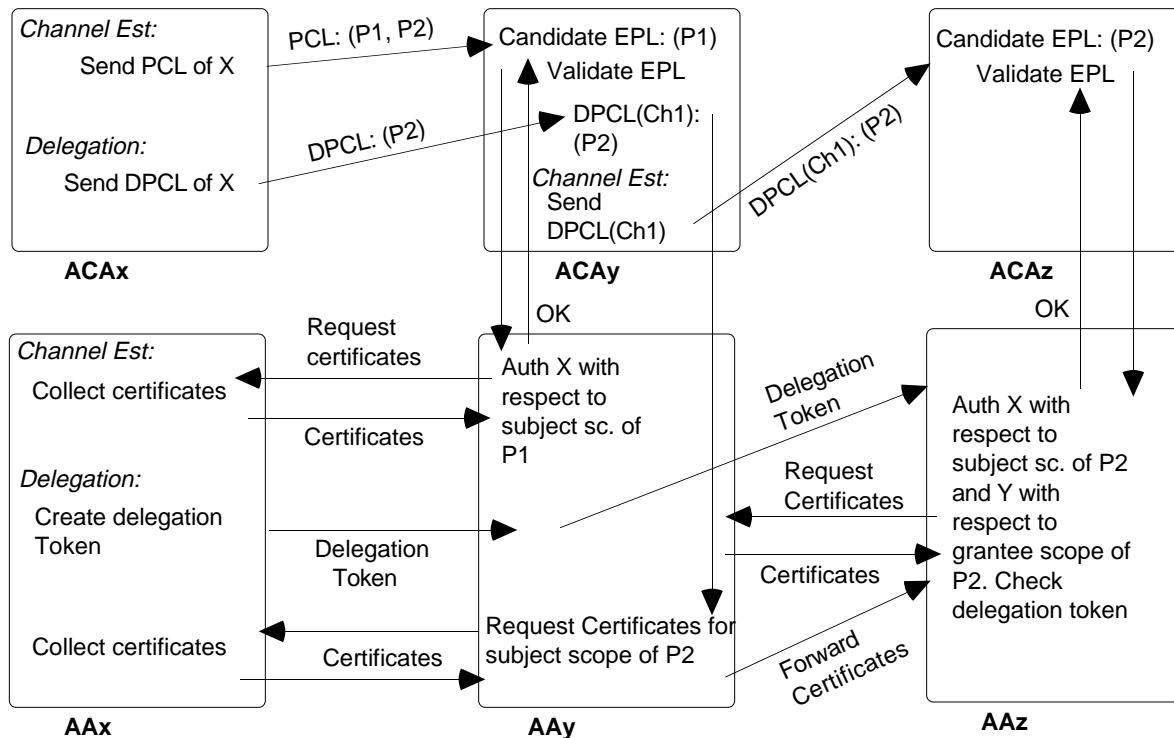 Channel Est:
Send PCL of X
Delegation:
Send DPCL of X
ACAx
PCL: (P1, P2)
DPCL: (P2)
Candidate EPL: (P1)
Validate EPL
DPCL(Ch1):
(P2)
Channel Est:
Send
DPCL(Ch1)
ACAy
DPCL(Ch1): (P2)
Candidate EPL: (P2)
Validate EPL
ACAz
OK
OK
Channel Est:
Collect certificates
Delegation:
Create delegation
Token
Collect certificates
AAx
Request
certificates
Certificates
Delegation
Token
Certificates
Auth X with
respect to
subject sc. of
P1
Request Certificates for
subject scope of P2
AAy
Delegation
Token
Request
Certificates
Certificates
Forward
Certificates
Auth X with
respect to
subject sc. of P2
and Y with
respect to
grantee scope of
P2. Check
delegation token
AAz